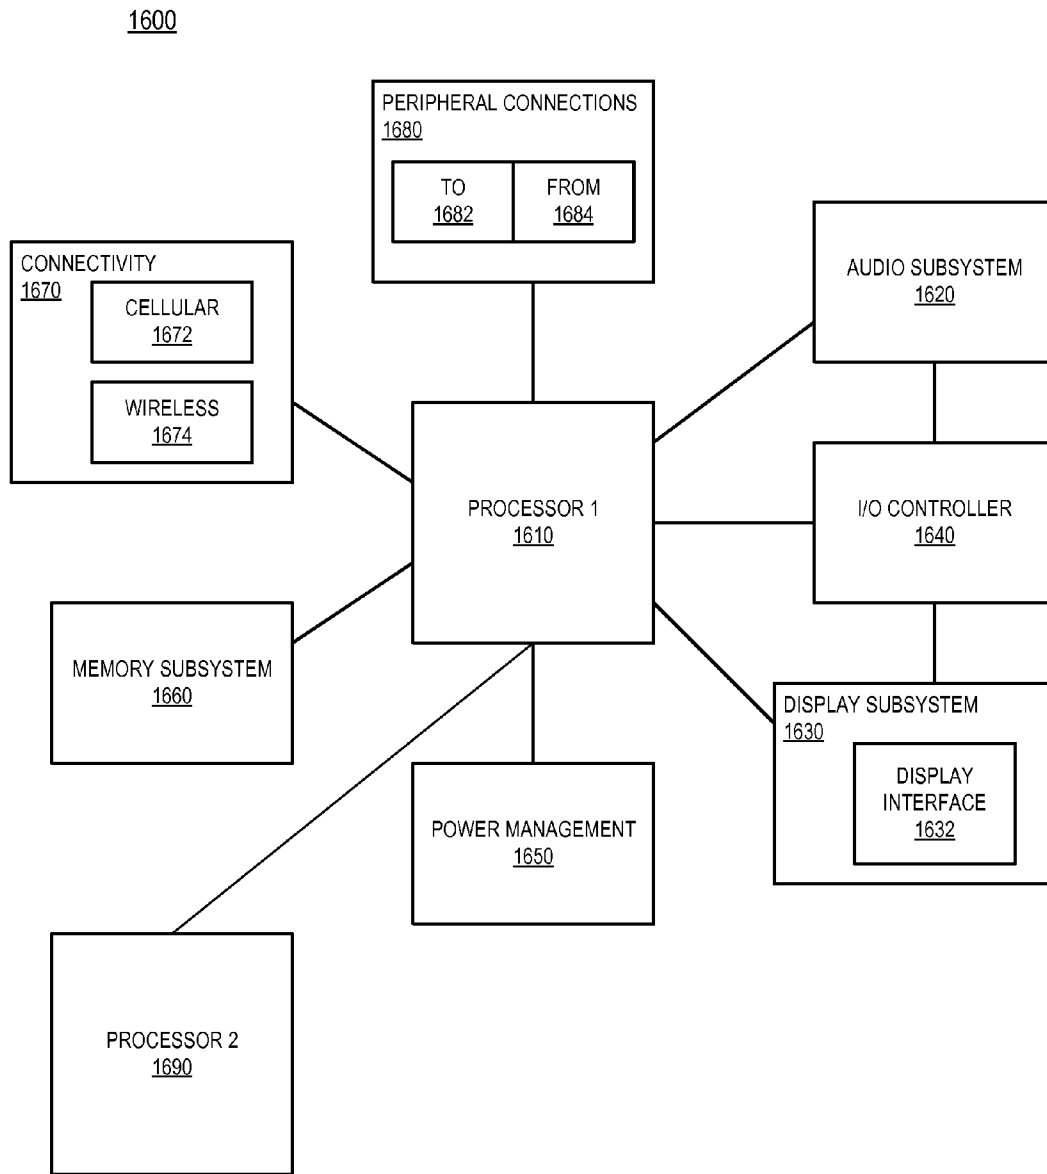 1600
PERIPHERAL CONNECTIONS
1680
TO
1682
FROM
1684
CONNECTIVITY
1670
CELLULAR
1672
WIRELESS
1674
AUDIO SUBSYSTEM
1620
PROCESSOR 1
1610
I/O CONTROLLER
1640
MEMORY SUBSYSTEM
1660
DISPLAY SUBSYSTEM
1630
DISPLAY
INTERFACE
1632
POWER MANAGEMENT
1650
PROCESSOR 2
1690